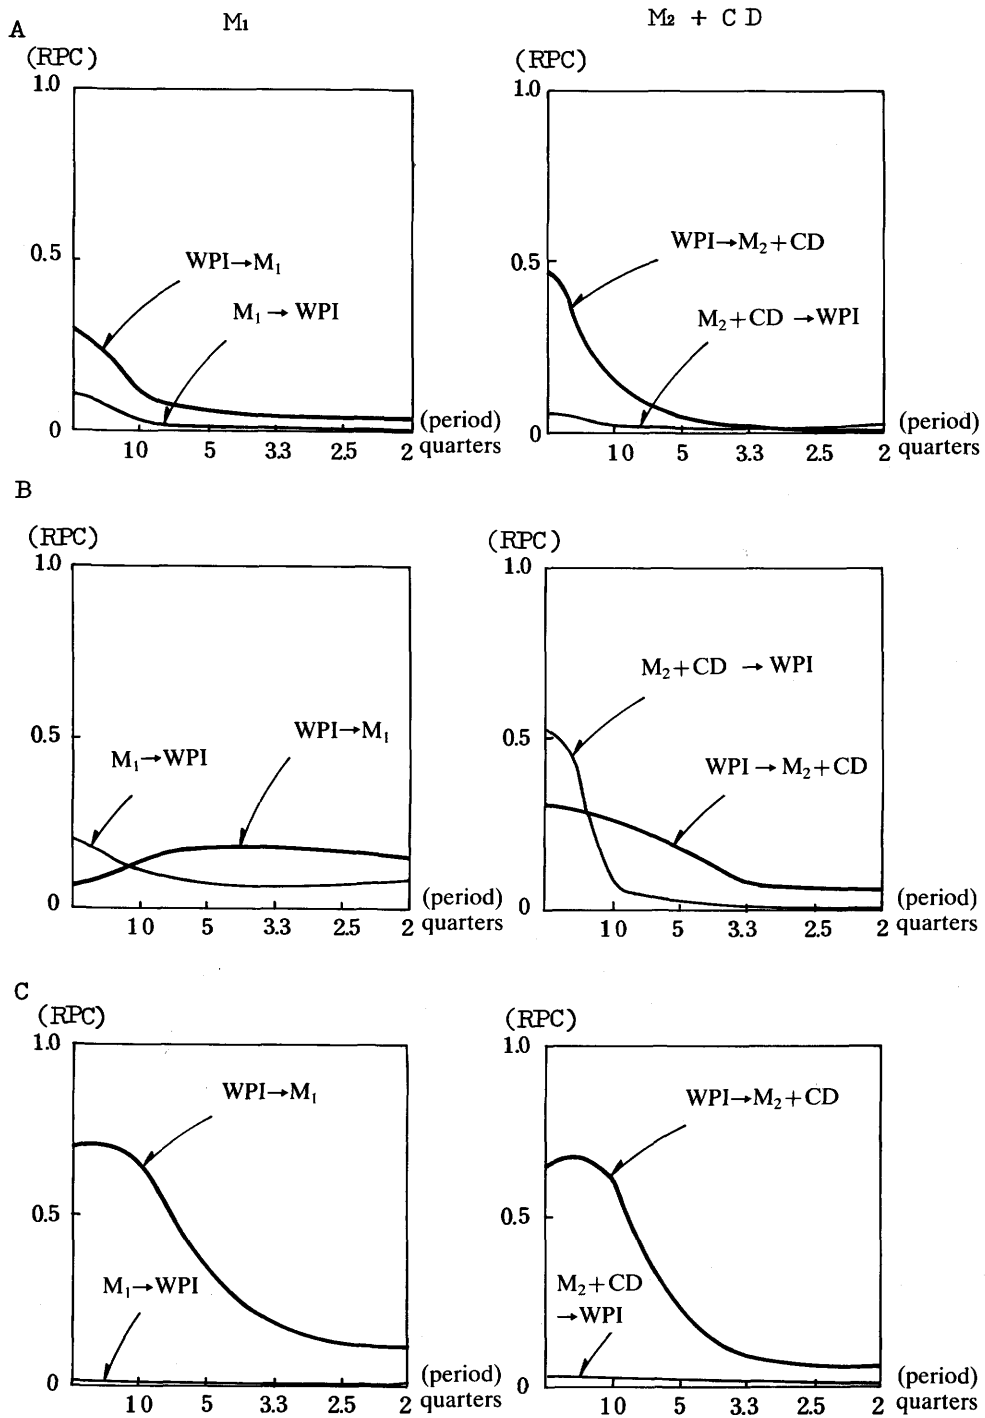 A
M₁
M₂ + C D
(RPC)
1.0
0.5
0
WPI→M₁
M₁ → WPI
10 5 3.3 2.5 2
(period)
quarters
(RPC)
1.0
0.5
0
WPI→M₂+CD
M₂+CD →WPI
10 5 3.3 2.5 2
(period)
quarters
B
(RPC)
1.0
0.5
0
M₁→WPI
WPI→M₁
10 5 3.3 2.5 2
(period)
quarters
(RPC)
1.0
0.5
0
M₂+CD → WPI
WPI → M₂+CD
10 5 3.3 2.5 2
(period)
quarters
C
(RPC)
1.0
0.5
0
WPI→M₁
M₁→WPI
10 5 3.3 2.5 2
(period)
quarters
(RPC)
1.0
0.5
0
WPI→M₂+CD
M₂+CD
→WPI
10 5 3.3 2.5 2
(period)
quarters